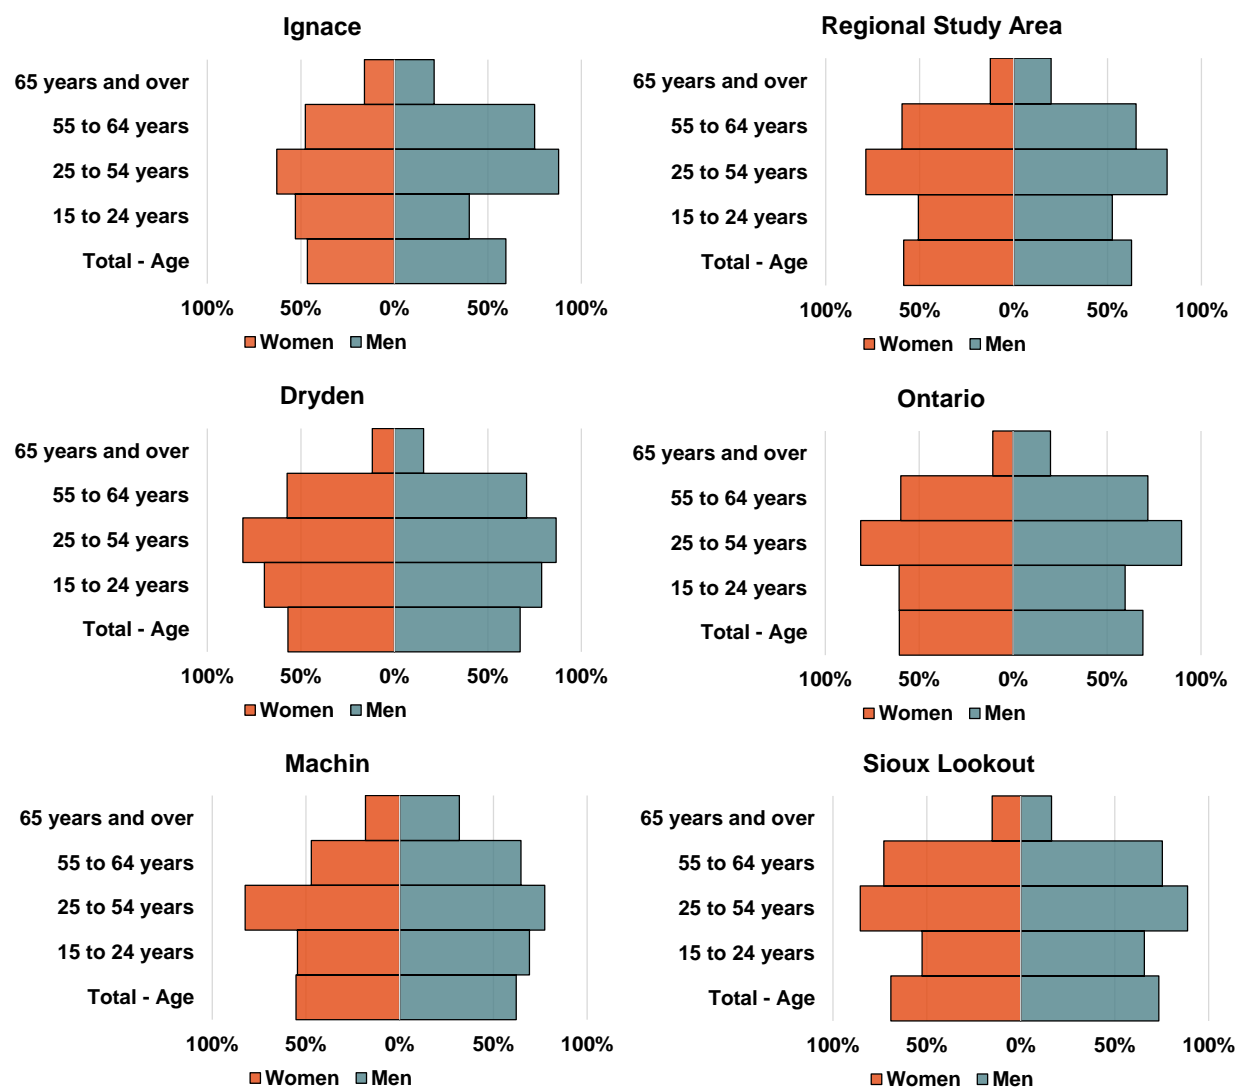 Ignace
65 years and over
55 to 64 years
25 to 54 years
15 to 24 years
Total - Age
100% 50% 0% 50% 100%
Women Men
Regional Study Area
65 years and over
55 to 64 years
25 to 54 years
15 to 24 years
Total - Age
100% 50% 0% 50% 100%
Women Men
Dryden
65 years and over
55 to 64 years
25 to 54 years
15 to 24 years
Total - Age
100% 50% 0% 50% 100%
Women Men
Ontario
65 years and over
55 to 64 years
25 to 54 years
15 to 24 years
Total - Age
100% 50% 0% 50% 100%
Women Men
Machin
65 years and over
55 to 64 years
25 to 54 years
15 to 24 years
Total - Age
100% 50% 0% 50% 100%
Women Men
Sioux Lookout
65 years and over
55 to 64 years
25 to 54 years
15 to 24 years
Total - Age
100% 50% 0% 50% 100%
Women Men